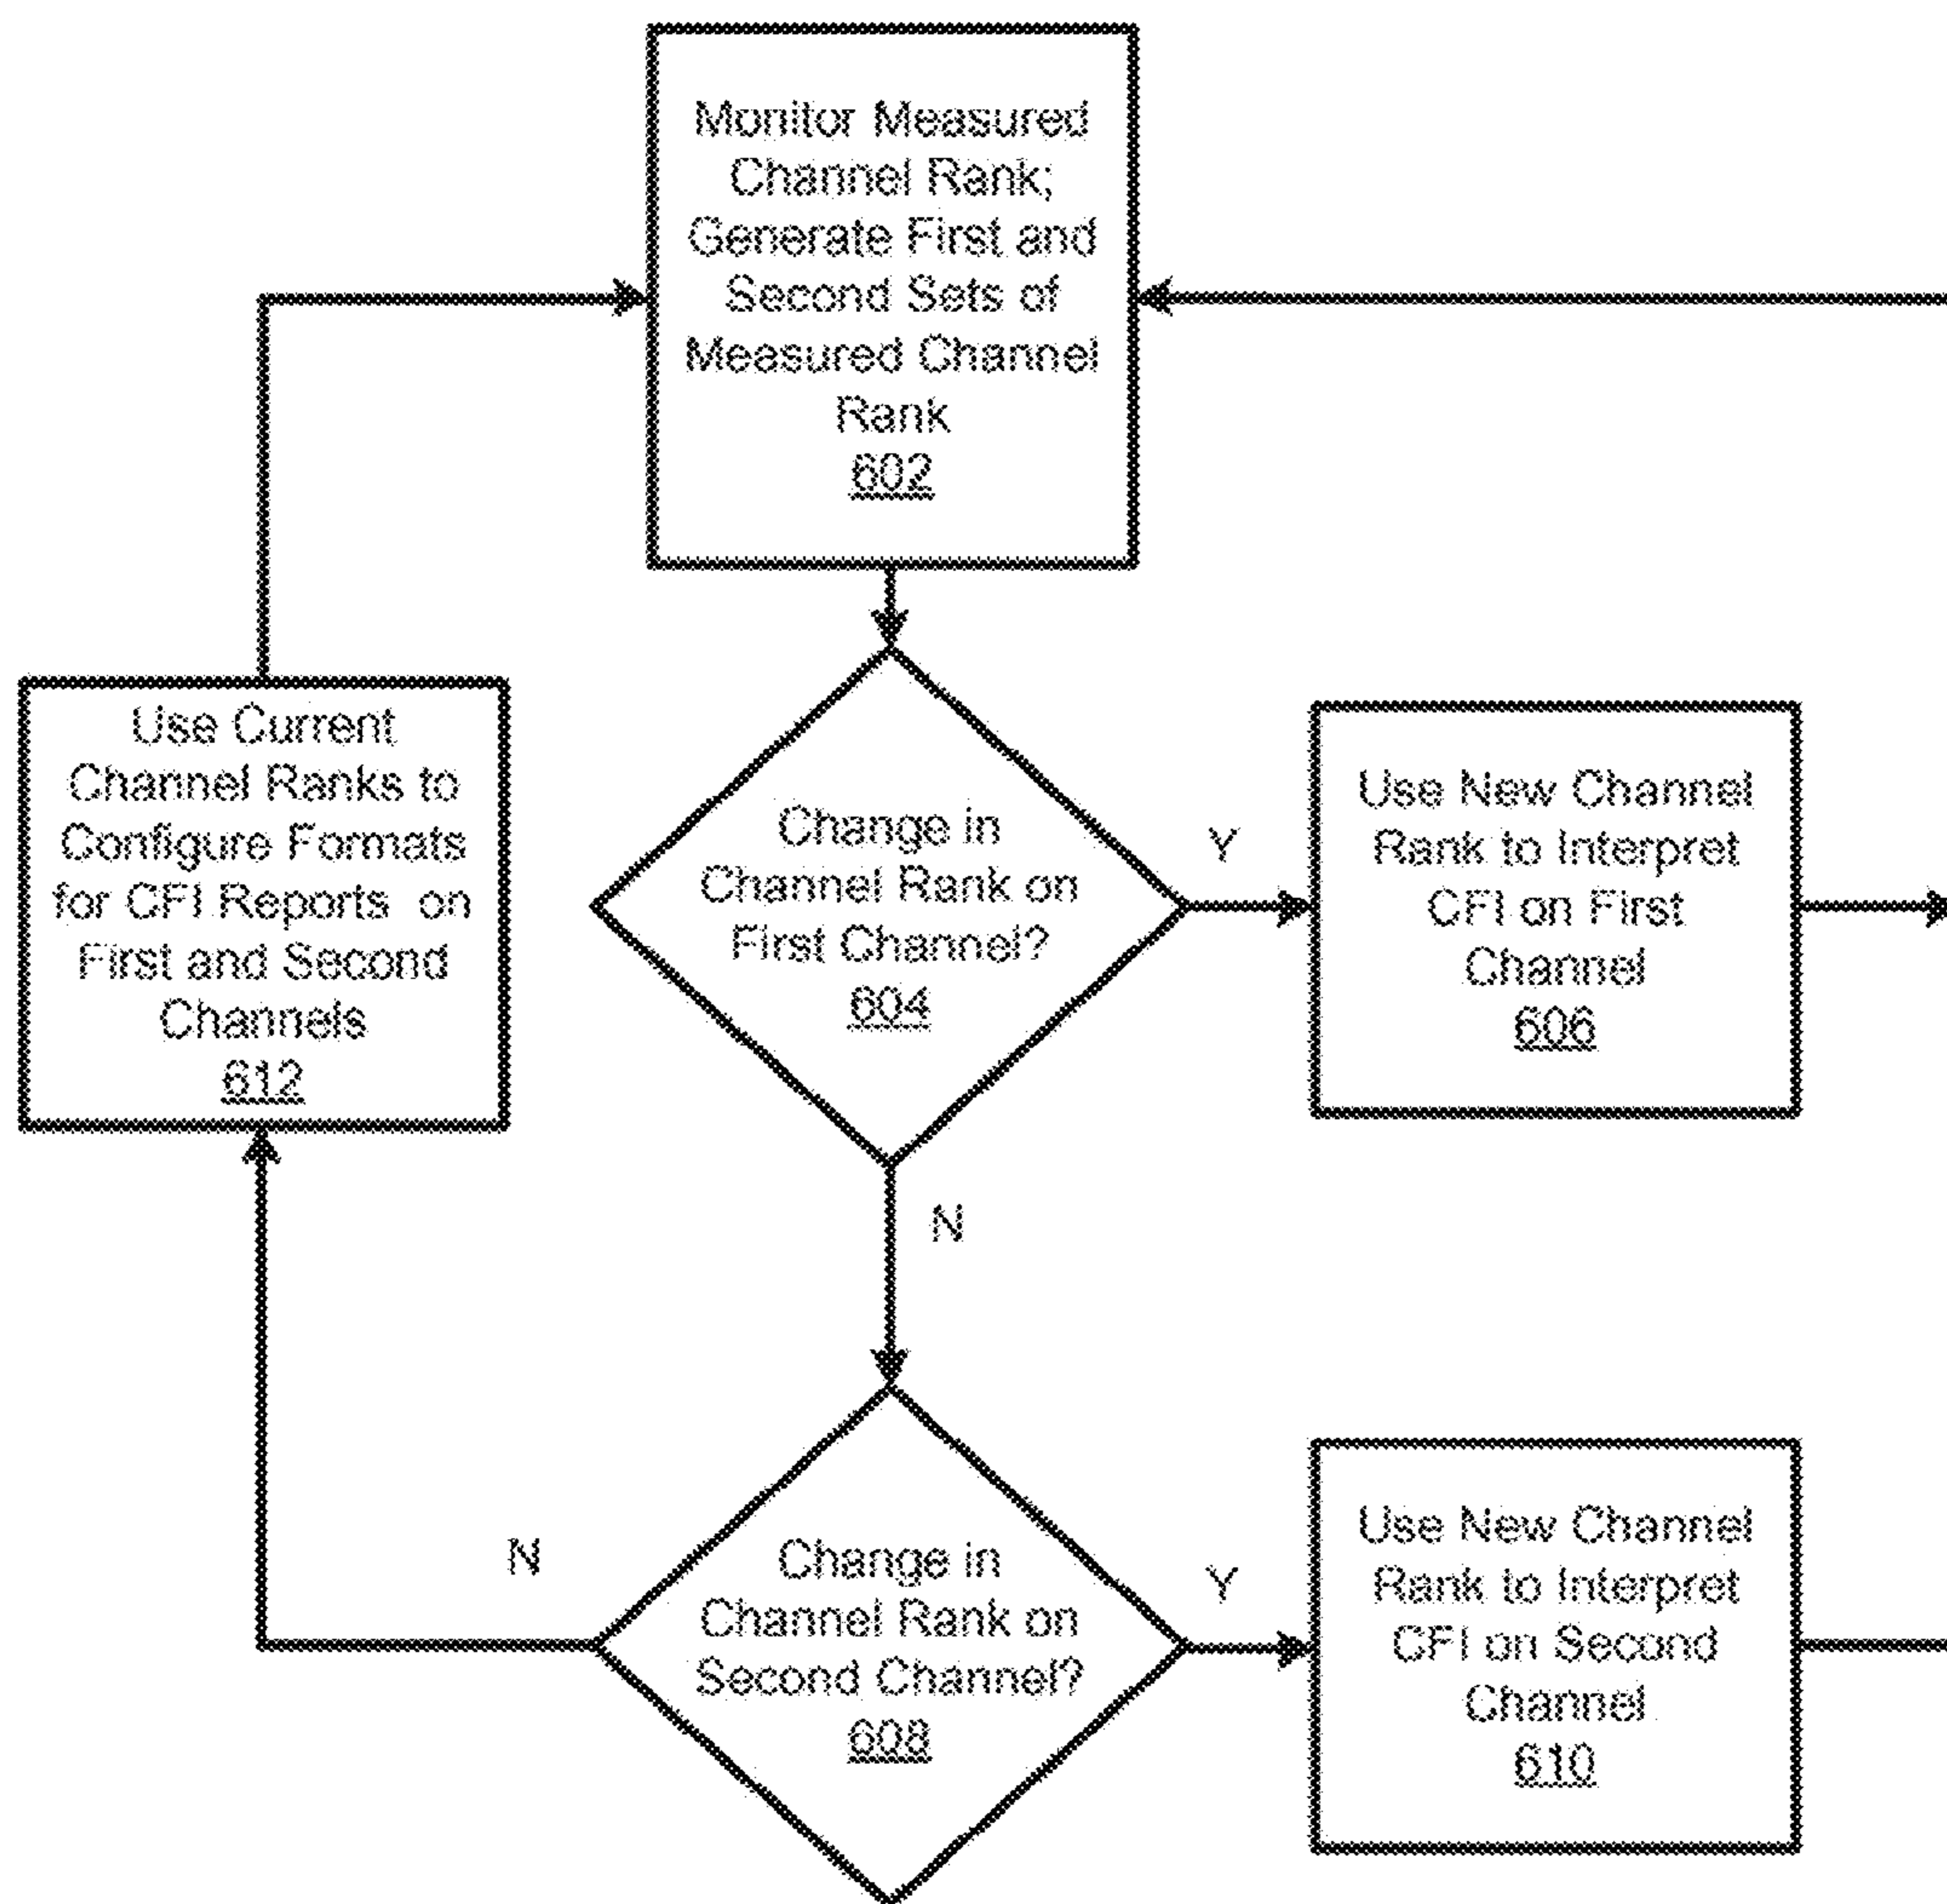 Monitor Measured
Channel Rank;
Generate First and
Second Sets of
Measured Channel
Rank
602
Use Current
Channel Ranks to
Configure Formats
for CFI Reports on
First and Second
Channels
612
Change in
Channel Rank on
First Channel?
604
Y
Use New Channel
Rank to Interpret
CFI on First
Channel
606
N
Change in
Channel Rank on
Second Channel?
608
N
Y
Use New Channel
Rank to Interpret
CFI on Second
Channel
610